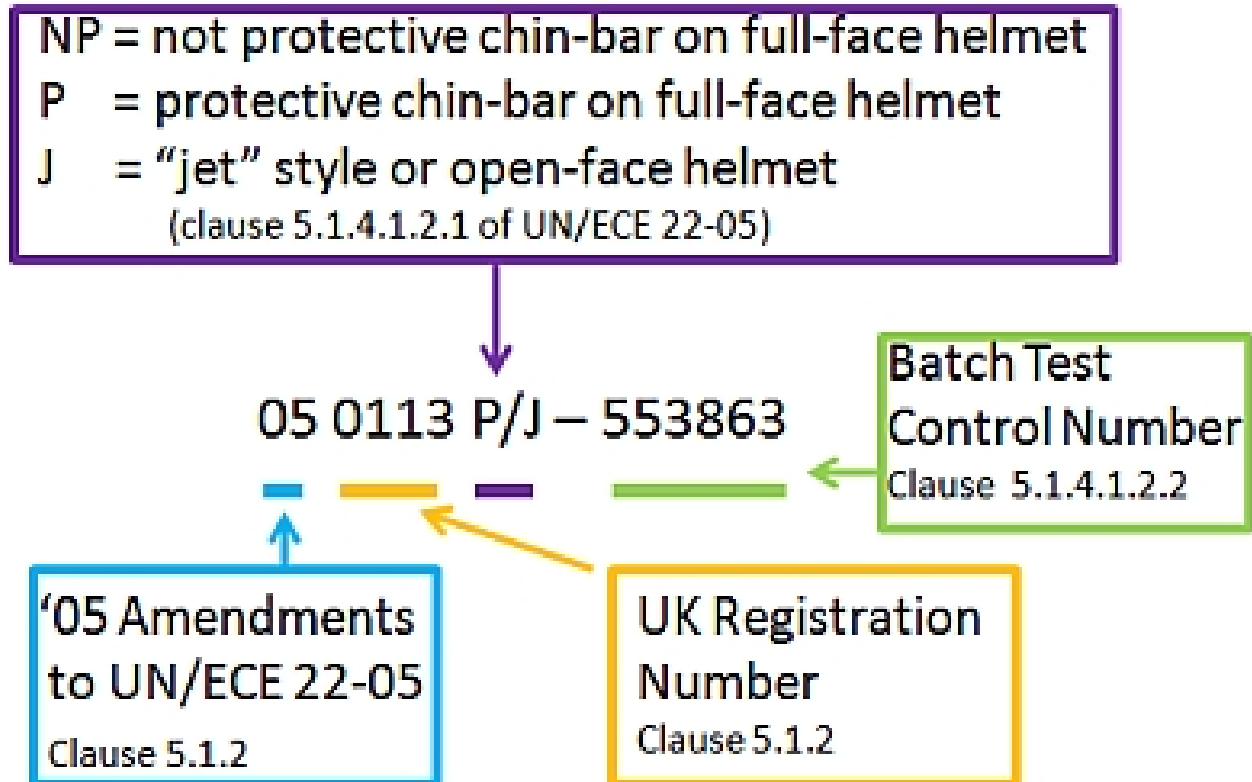 NP = not protective chin-bar on full-face helmet
P = protective chin-bar on full-face helmet
J = “jet” style or open-face helmet
(clause 5.1.4.1.2.1 of UN/ECE 22-05)
05 0113 P/J – 553863
Batch Test
Control Number
Clause 5.1.4.1.2.2
‘05 Amendments
to UN/ECE 22-05
Clause 5.1.2
UK Registration
Number
Clause 5.1.2